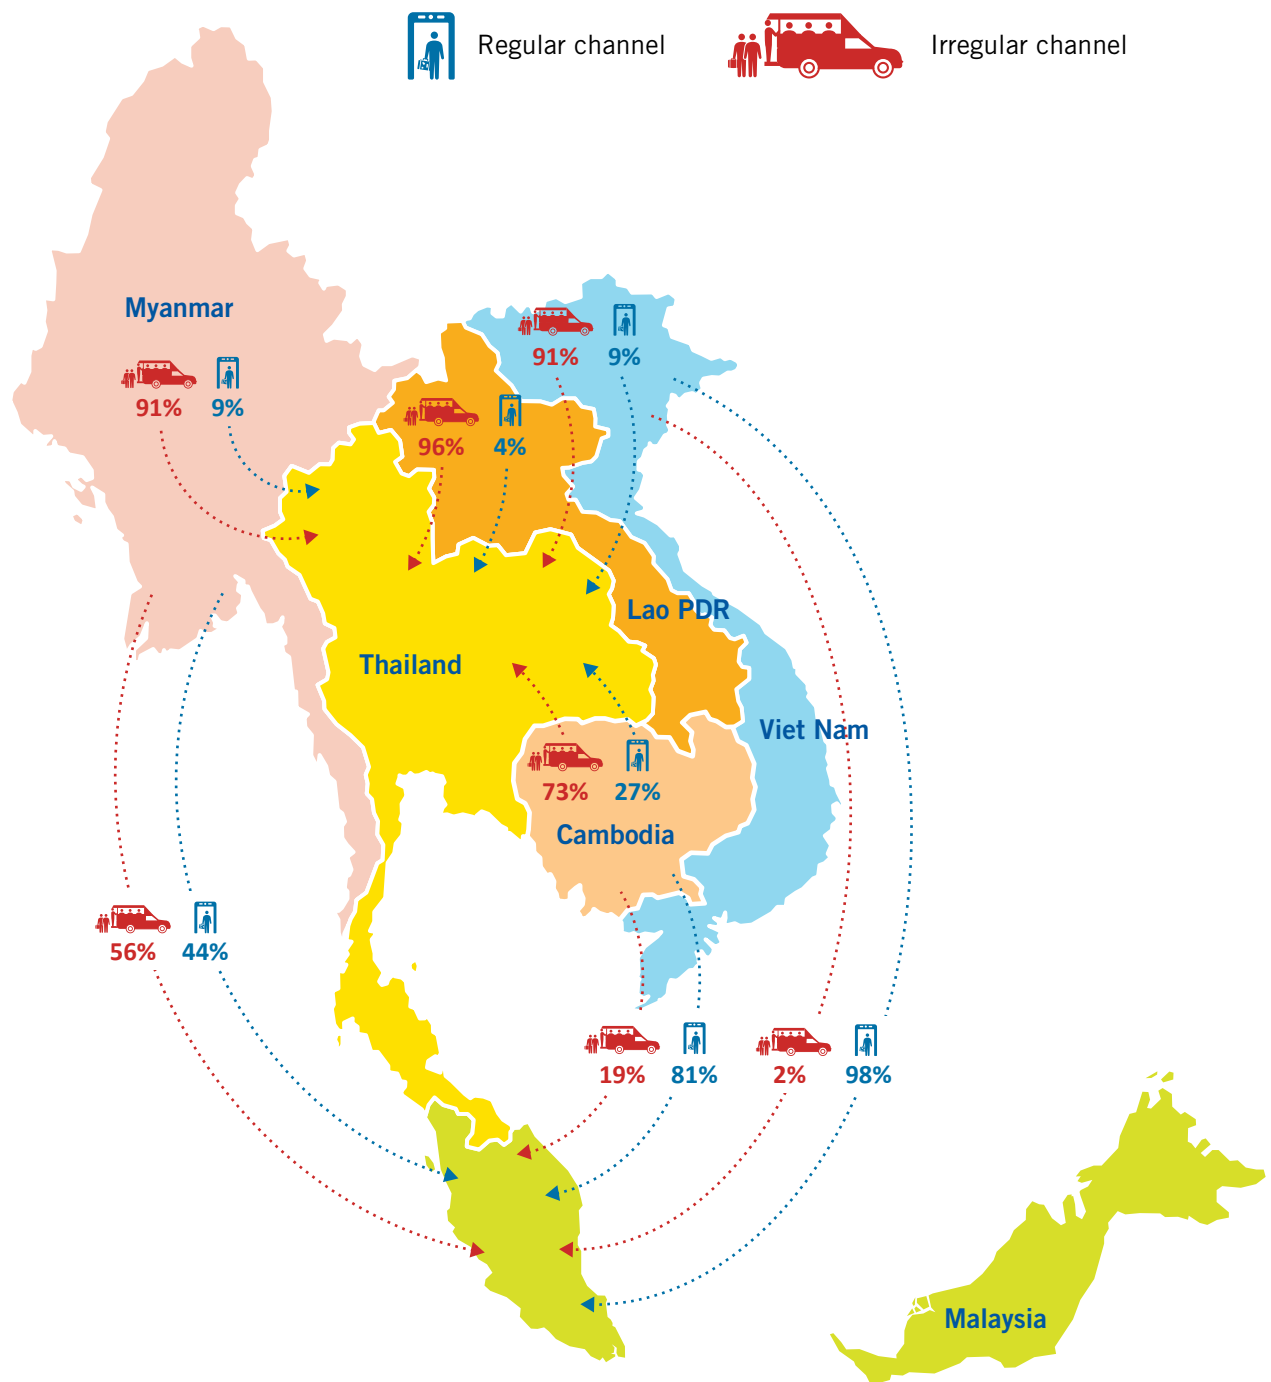 Regular channel
Irregular channel
Myanmar
91% 9%
91% 9%
96% 4%
Lao PDR
Thailand
Viet Nam
73% 27%
Cambodia
56% 44%
19% 81% 2% 98%
Malaysia